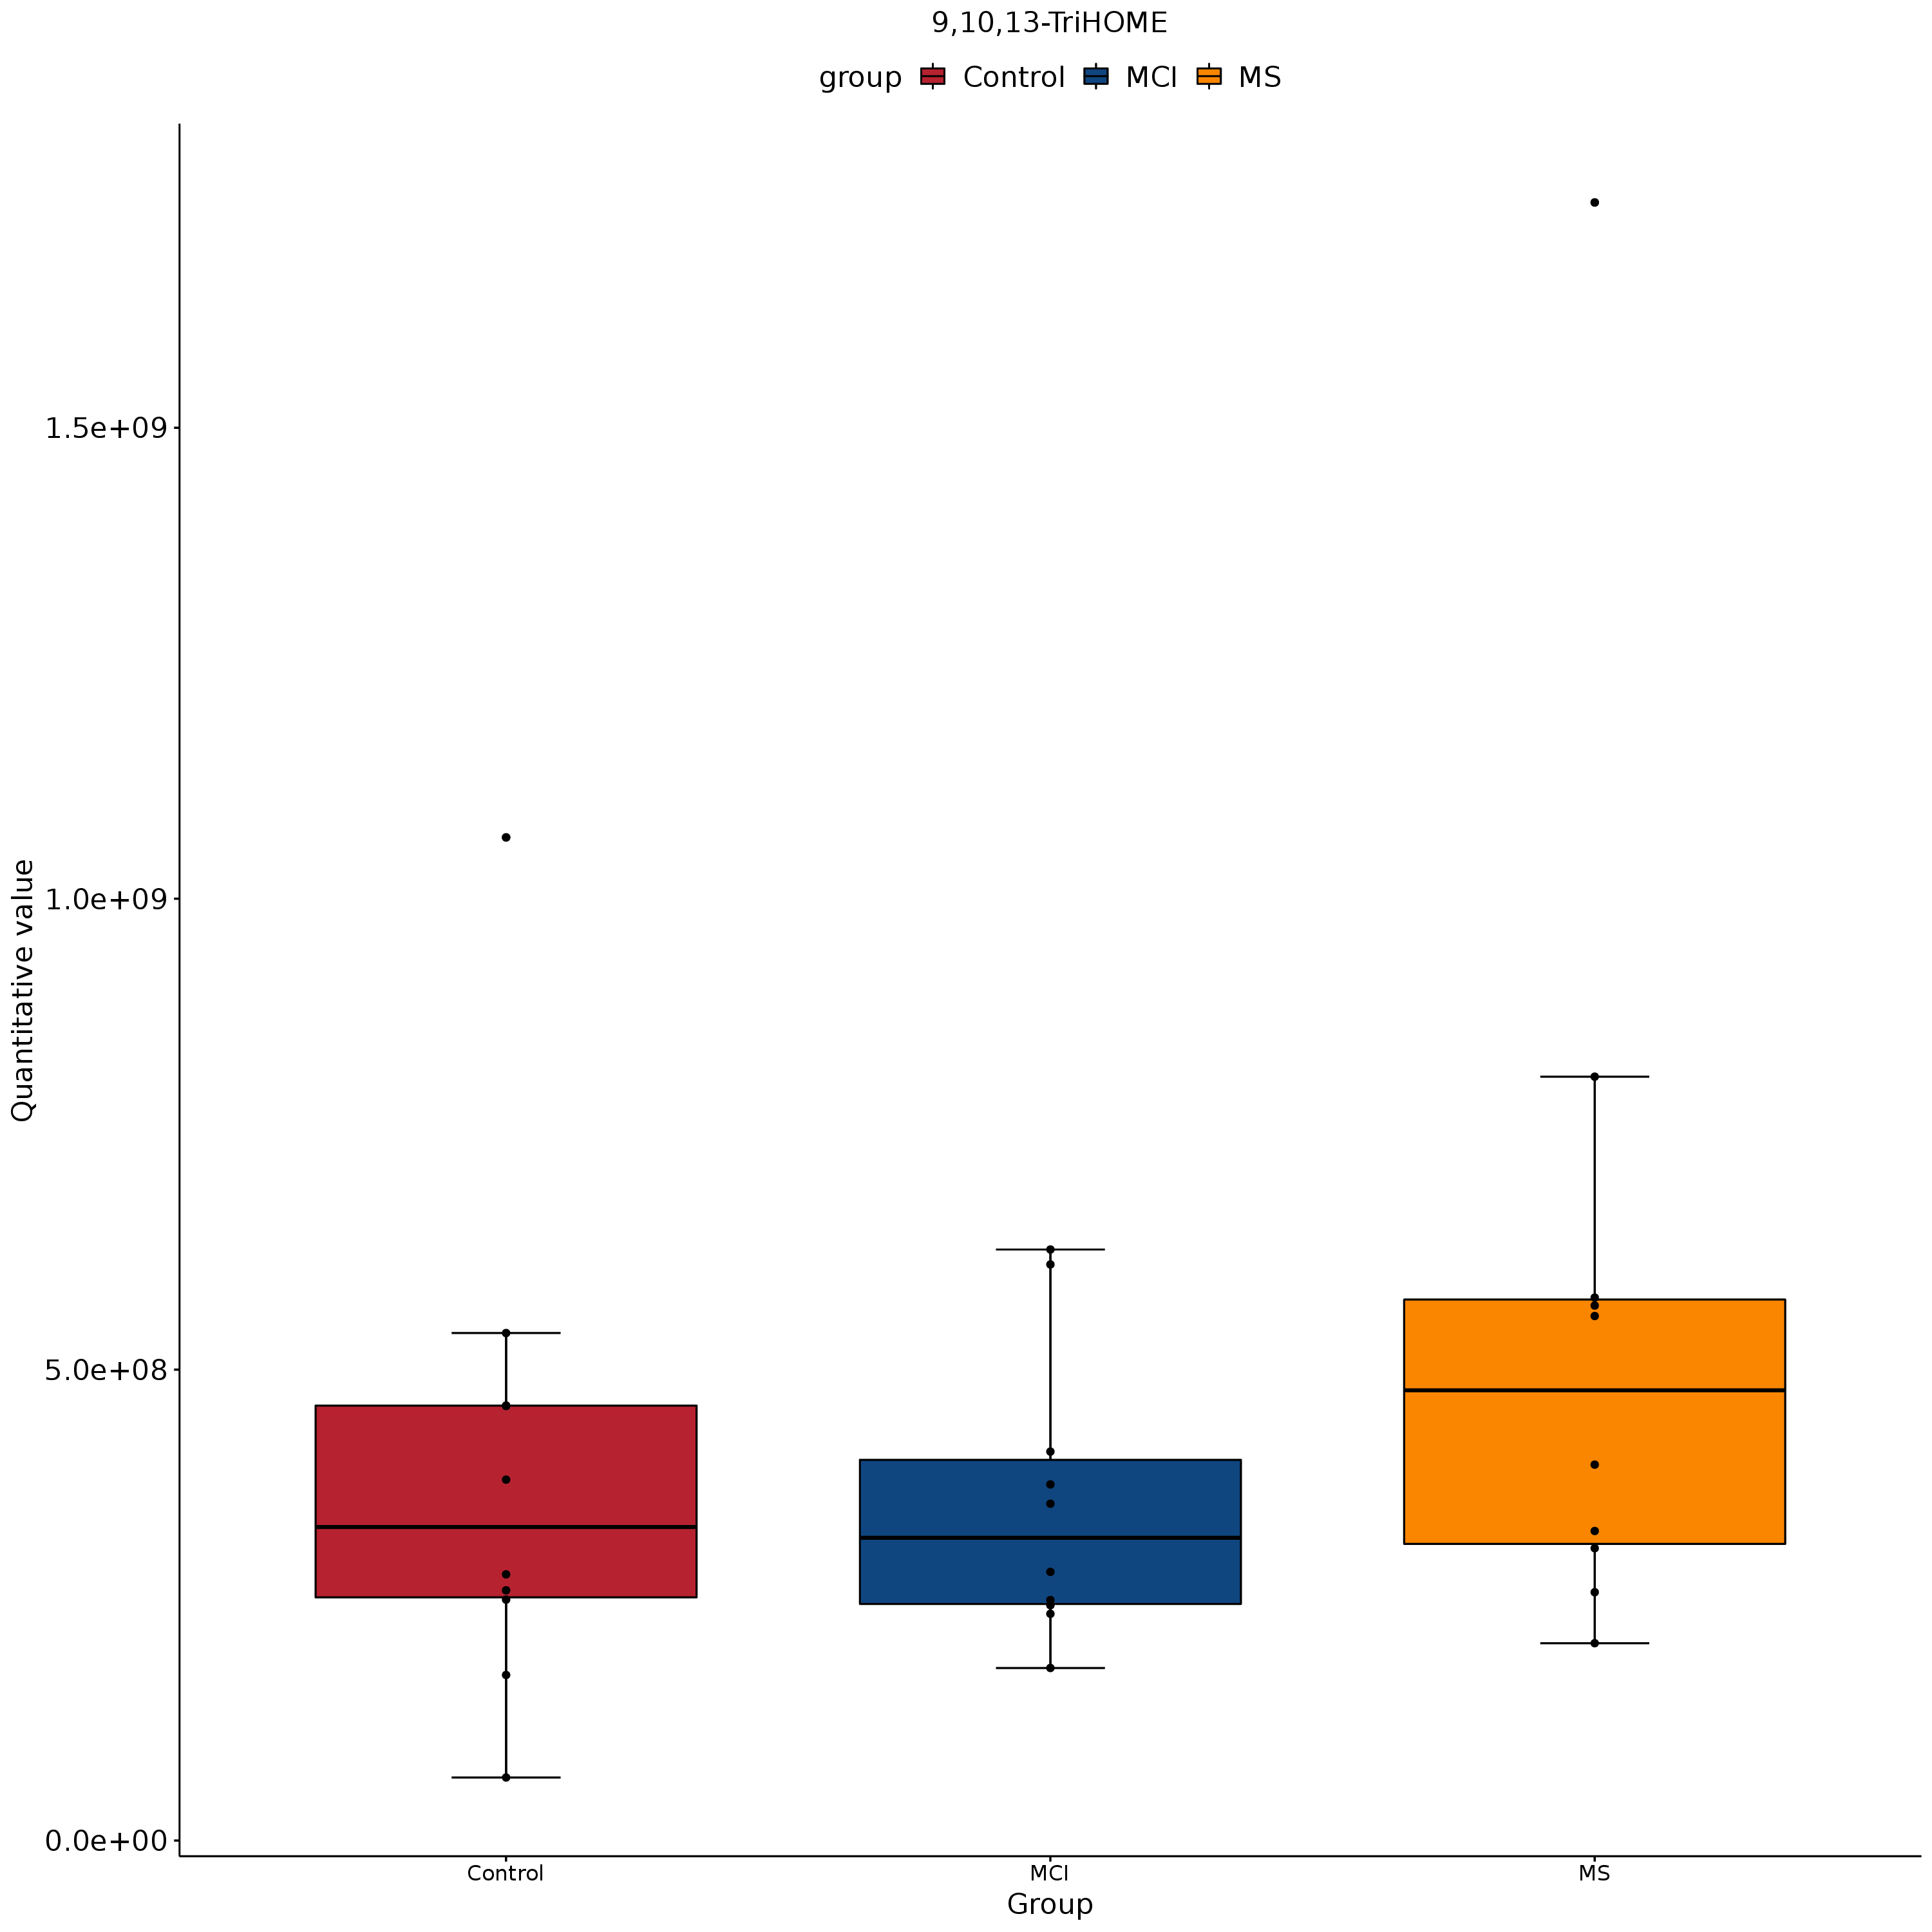 9,10,13-TriHOME
group Control MCI MS
Quantitative value
1.5e+09
1.0e+09
5.0e+08
0.0e+00
Control MCI MS
Group